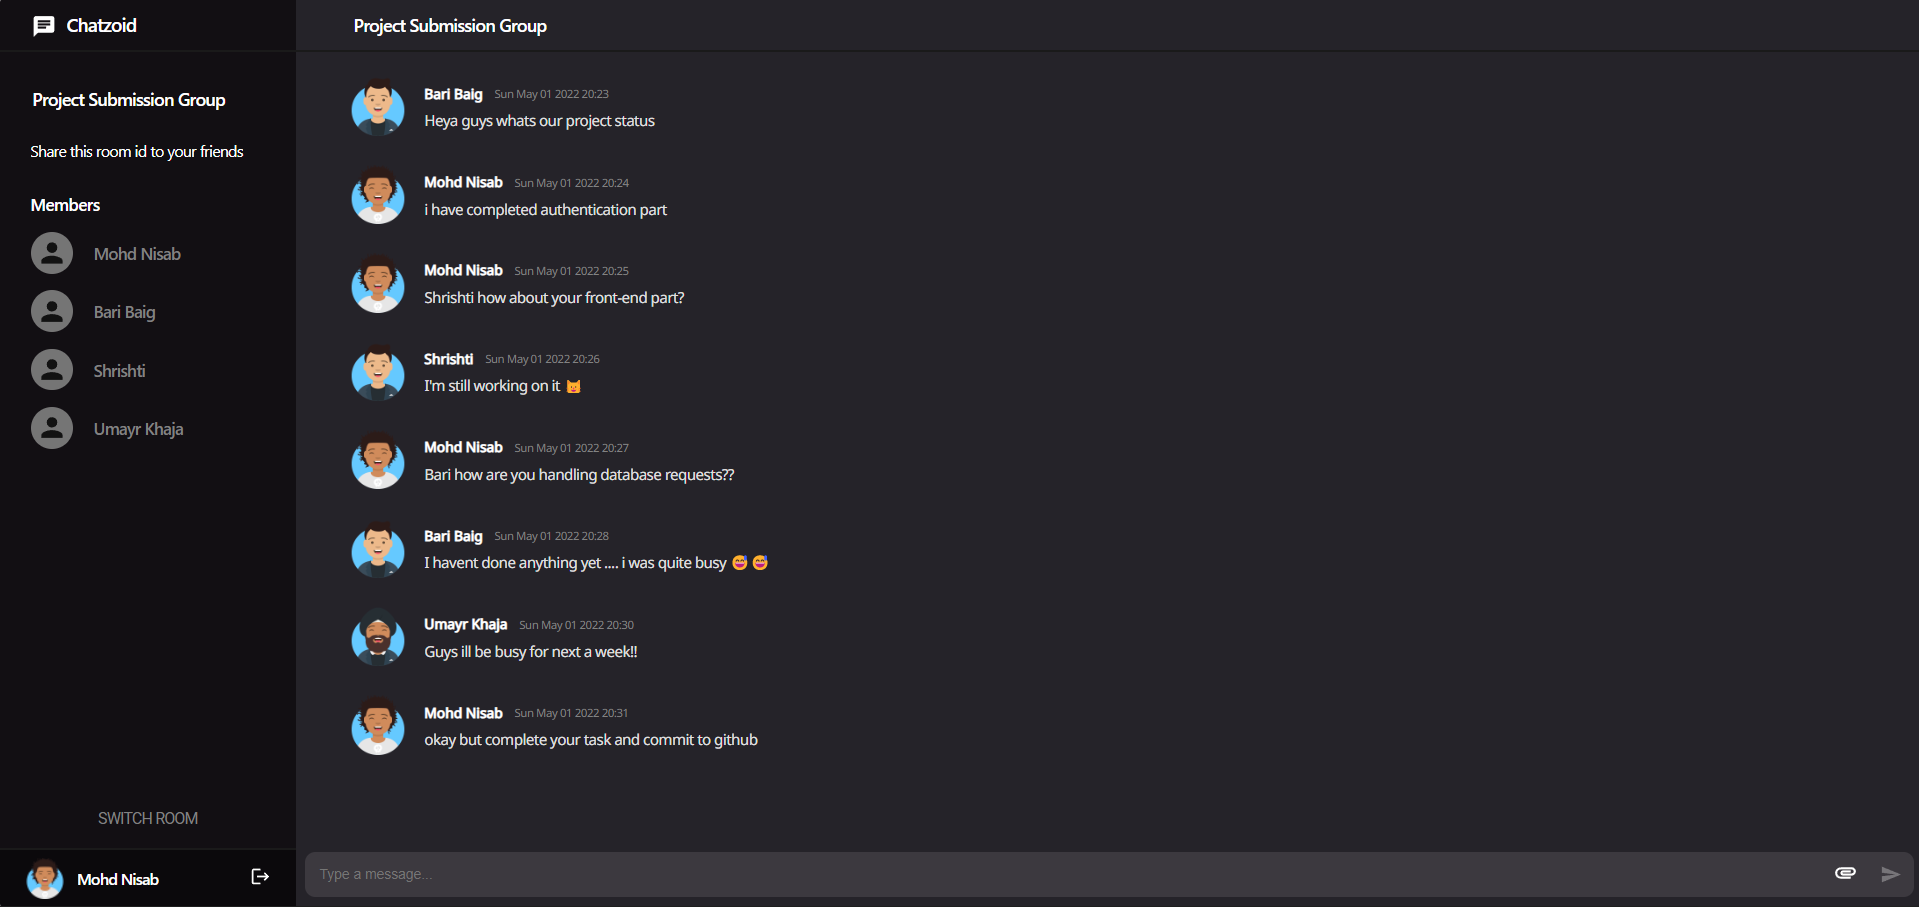 Chatzoid
Project Submission Group
Share this room id to your friends
Members
Mohd Nisab
Bari Baig
Shrishti
Umayr Khaja
SWITCH ROOM
Mohd Nisab
Project Submission Group
Bari Baig Sun May 01 2022 20:23
Heya guys whats our project status
Mohd Nisab Sun May 01 2022 20:24
i have completed authentication part
Mohd Nisab Sun May 01 2022 20:25
Shrishti how about your front-end part?
Shrishti Sun May 01 2022 20:26
I'm still working on it 😺
Mohd Nisab Sun May 01 2022 20:27
Bari how are you handling database requests??
Bari Baig Sun May 01 2022 20:28
I havent done anything yet .... i was quite busy 😅 😅
Umayr Khaja Sun May 01 2022 20:30
Guys ill be busy for next a week!!
Mohd Nisab Sun May 01 2022 20:31
okay but complete your task and commit to github
Type a message...